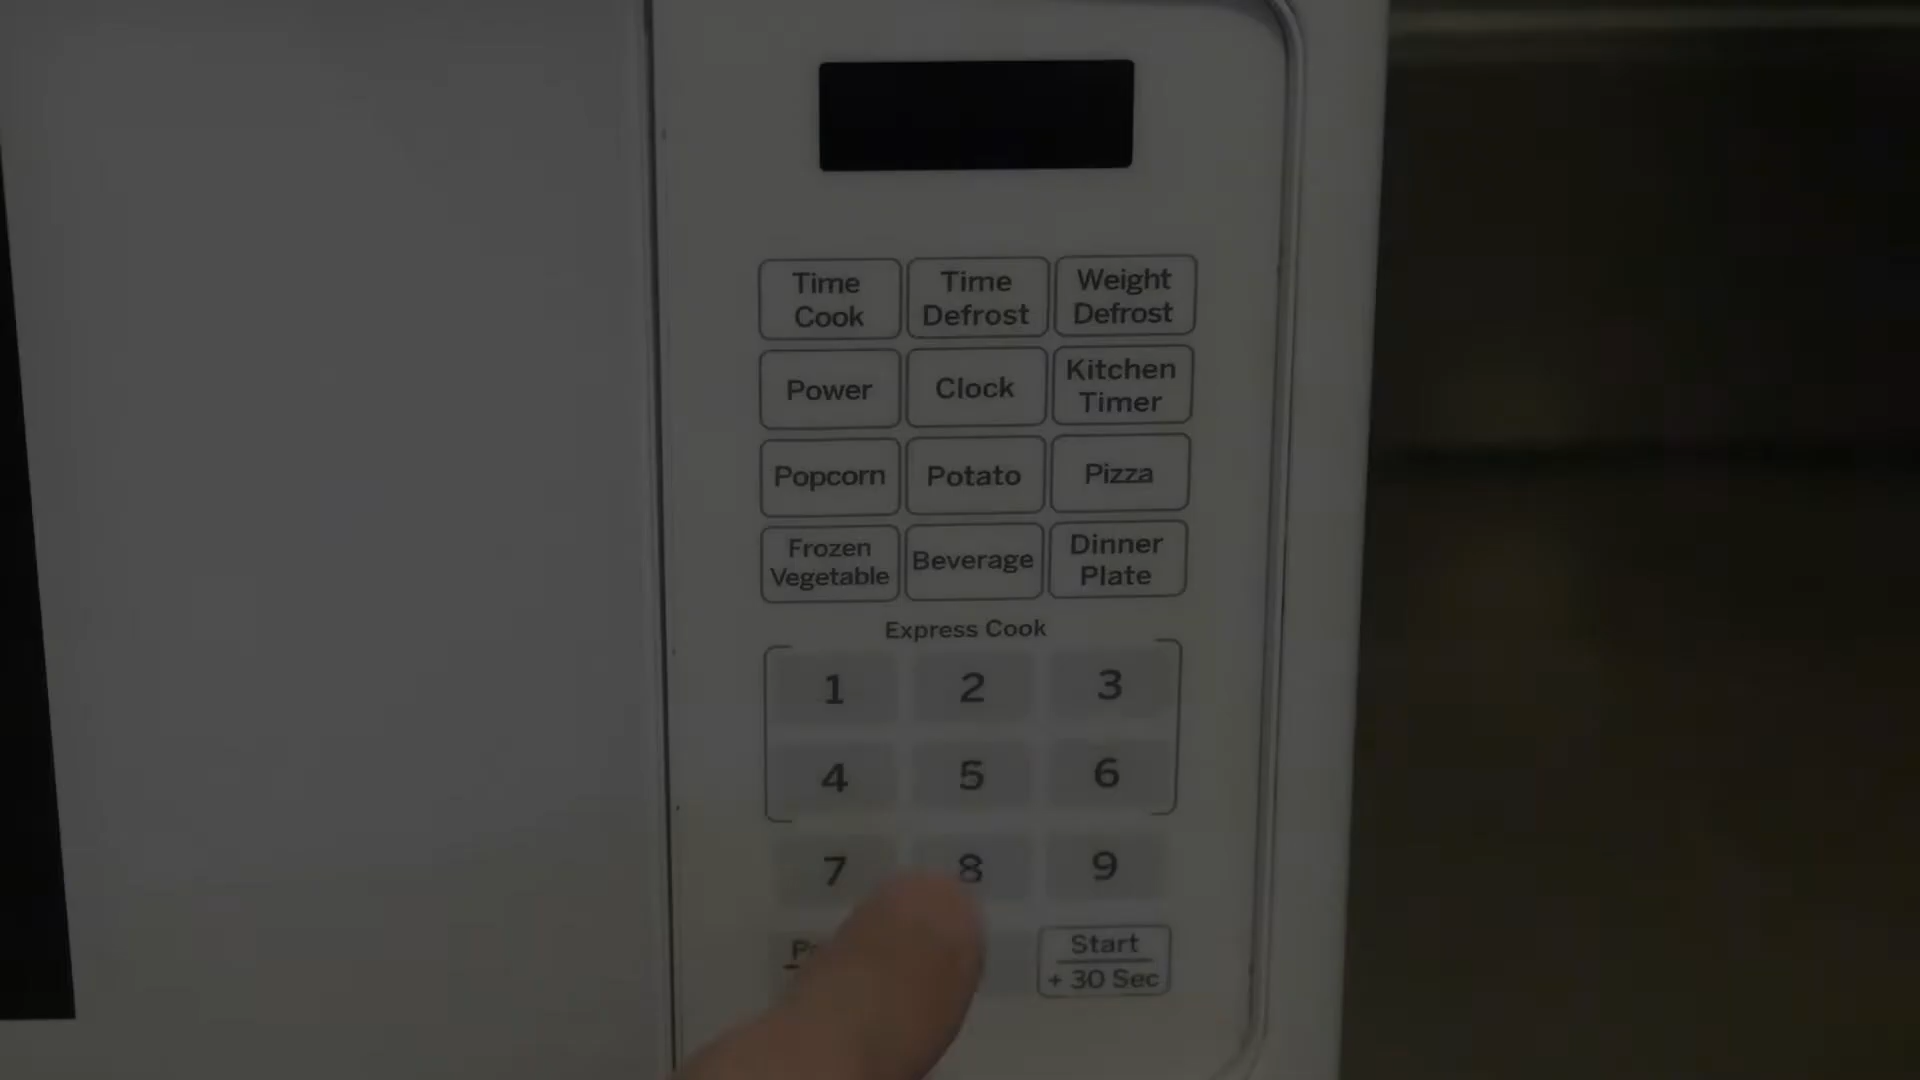 Time Cook
Time Defrost
Weight Defrost
Power
Clock
Kitchen Timer
Popcorn
Potato
Pizza
Frozen Vegetable
Beverage
Dinner Plate
Express Cook
1 2 3
4 5 6
7 8 9
Start
+ 30 Sec